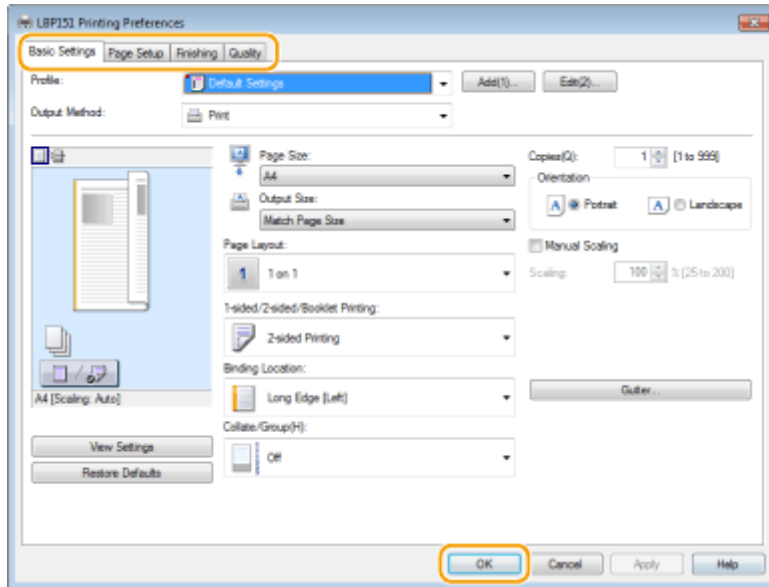 LBP151 Printing Preferences
Basic Settings Page Setup Finishing Quality
Profile: Default Settings Add(1)... Edit(2)...
Output Method: Print
Page Size: Copies(Q): 1 [1 to 999]
A4 Orientation
Output Size: A Portrait A Landscape
Match Page Size
Page Layout: Manual Scaling
1 1 on 1 Scaling: 100 % [25 to 200]
1-sided/2-sided/Booklet Printing:
2-sided Printing
Binding Location:
A4 [Scaling: Auto] Long Edge [Left] Gutter...
Collate/Group(H):
View Settings Off
Restore Defaults
OK Cancel Apply Help